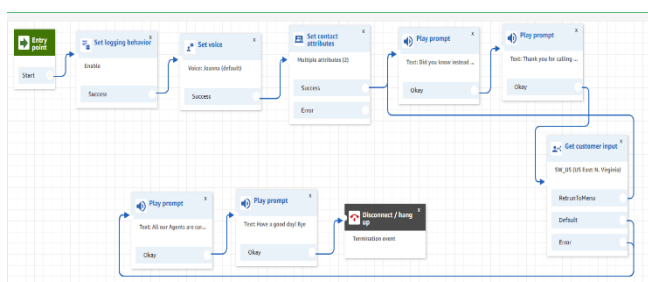 Entry point
Start
Set logging behavior
Enable
Success
Set voice
Voice: Joanna (default)
Success
Set contact attributes
Multiple attributes (2)
Success
Error
Play prompt
Text: Did you know instead ...
Okay
Play prompt
Text: Thank you for calling ...
Okay
Get customer input
SW_US (US East: N. Virginia)
RetrunToMenu
Default
Error
Play prompt
Text: All our Agents are cur...
Okay
Play prompt
Text: Have a good day! Bye
Okay
Disconnect / hang up
Termination event